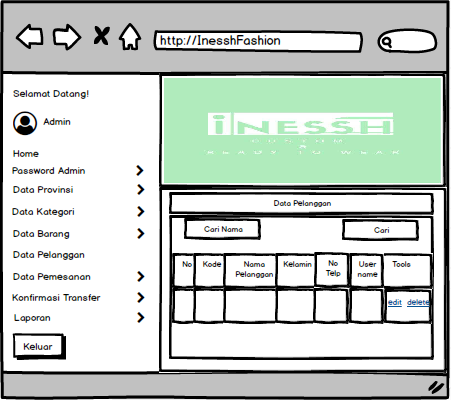 http://InesshFashion
Selamat Datang!
Admin
Home
Password Admin
Data Provinsi
Data Kategori
Data Barang
Data Pelanggan
Data Pemesanan
Konfirmasi Transfer
Laporan
Keluar
iNESSH
READY TO WEAR
Data Pelanggan
Cari Nama
Cari
No
Kode
Nama
Pelanggan
Kelamin
No
Telp
User
name
Tools
edit delete